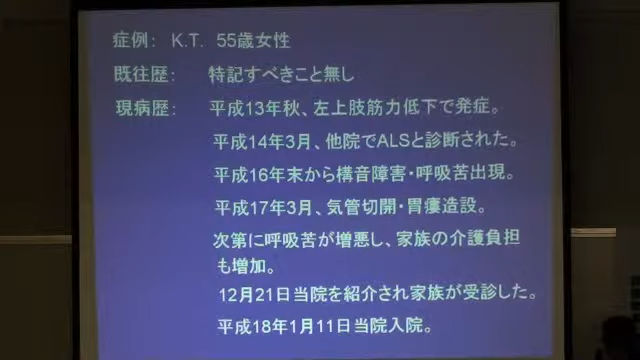 症例： K.T. 55歳女性
既往歴： 特記すべきこと無し
現病歴： 平成13年秋、左上肢筋力低下で発症。
平成14年3月、他院でALSと診断された。
平成16年末から構音障害・呼吸苦出現。
平成17年3月、気管切開・胃瘻造設。
次第に呼吸苦が増悪し、家族の介護負担
も増加。
12月21日当院を紹介され家族が受診した。
平成18年1月11日当院入院。